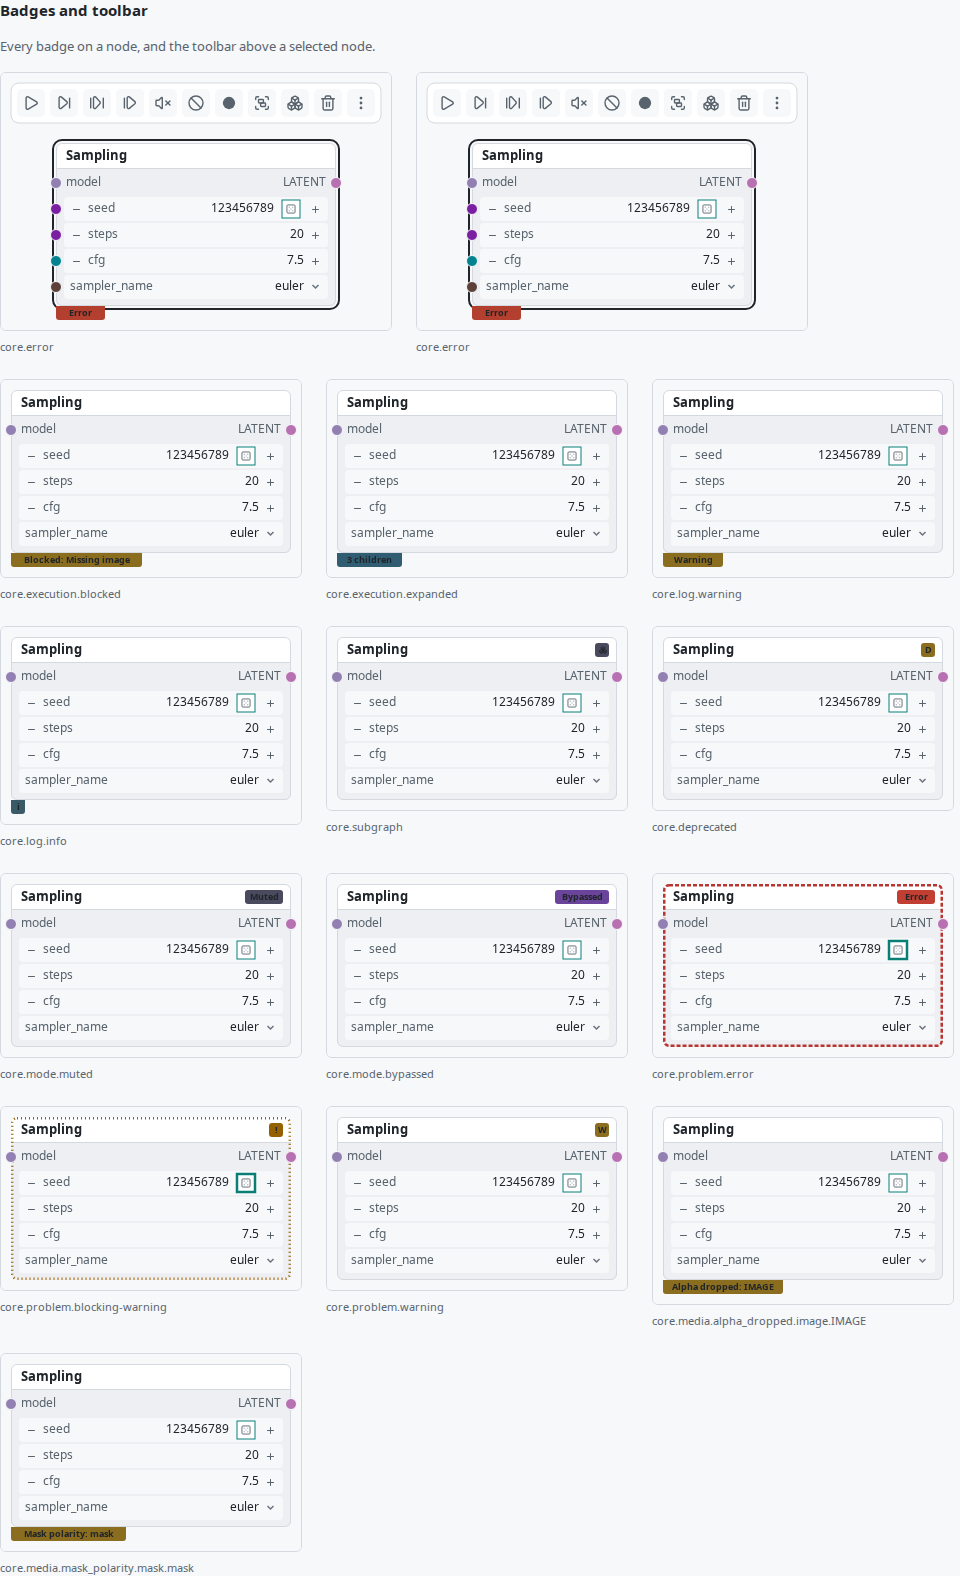 Badges and toolbar
Every badge on a node, and the toolbar above a selected node.
Sampling
model LATENT
− seed 123456789 +
− steps 20 +
− cfg 7.5 +
sampler_name euler
Error
core.error
Sampling
model LATENT
− seed 123456789 +
− steps 20 +
− cfg 7.5 +
sampler_name euler
Error
core.error
Sampling
model LATENT
− seed 123456789 +
− steps 20 +
− cfg 7.5 +
sampler_name euler
Blocked: Missing image
core.execution.blocked
Sampling
model LATENT
− seed 123456789 +
− steps 20 +
− cfg 7.5 +
sampler_name euler
3 children
core.execution.expanded
Sampling
model LATENT
− seed 123456789 +
− steps 20 +
− cfg 7.5 +
sampler_name euler
Warning
core.log.warning
Sampling
model LATENT
− seed 123456789 +
− steps 20 +
− cfg 7.5 +
sampler_name euler
i
core.log.info
Sampling
model LATENT
− seed 123456789 +
− steps 20 +
− cfg 7.5 +
sampler_name euler
core.subgraph
Sampling D
model LATENT
− seed 123456789 +
− steps 20 +
− cfg 7.5 +
sampler_name euler
core.deprecated
Sampling Muted
model LATENT
− seed 123456789 +
− steps 20 +
− cfg 7.5 +
sampler_name euler
core.mode.muted
Sampling Bypassed
model LATENT
− seed 123456789 +
− steps 20 +
− cfg 7.5 +
sampler_name euler
core.mode.bypassed
Sampling Error
model LATENT
− seed 123456789 +
− steps 20 +
− cfg 7.5 +
sampler_name euler
core.problem.error
Sampling !
model LATENT
− seed 123456789 +
− steps 20 +
− cfg 7.5 +
sampler_name euler
core.problem.blocking-warning
Sampling W
model LATENT
− seed 123456789 +
− steps 20 +
− cfg 7.5 +
sampler_name euler
core.problem.warning
Sampling
model LATENT
− seed 123456789 +
− steps 20 +
− cfg 7.5 +
sampler_name euler
Alpha dropped: IMAGE
core.media.alpha_dropped.image.IMAGE
Sampling
model LATENT
− seed 123456789 +
− steps 20 +
− cfg 7.5 +
sampler_name euler
Mask polarity: mask
core.media.mask_polarity.mask.mask